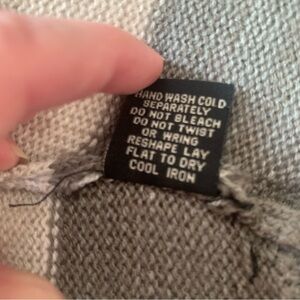 HAND WASH COLD
SEPARATELY
DO NOT BLEACH
DO NOT TWIST
OR WRING
RESHAPE LAY
FLAT TO DRY
COOL IRON